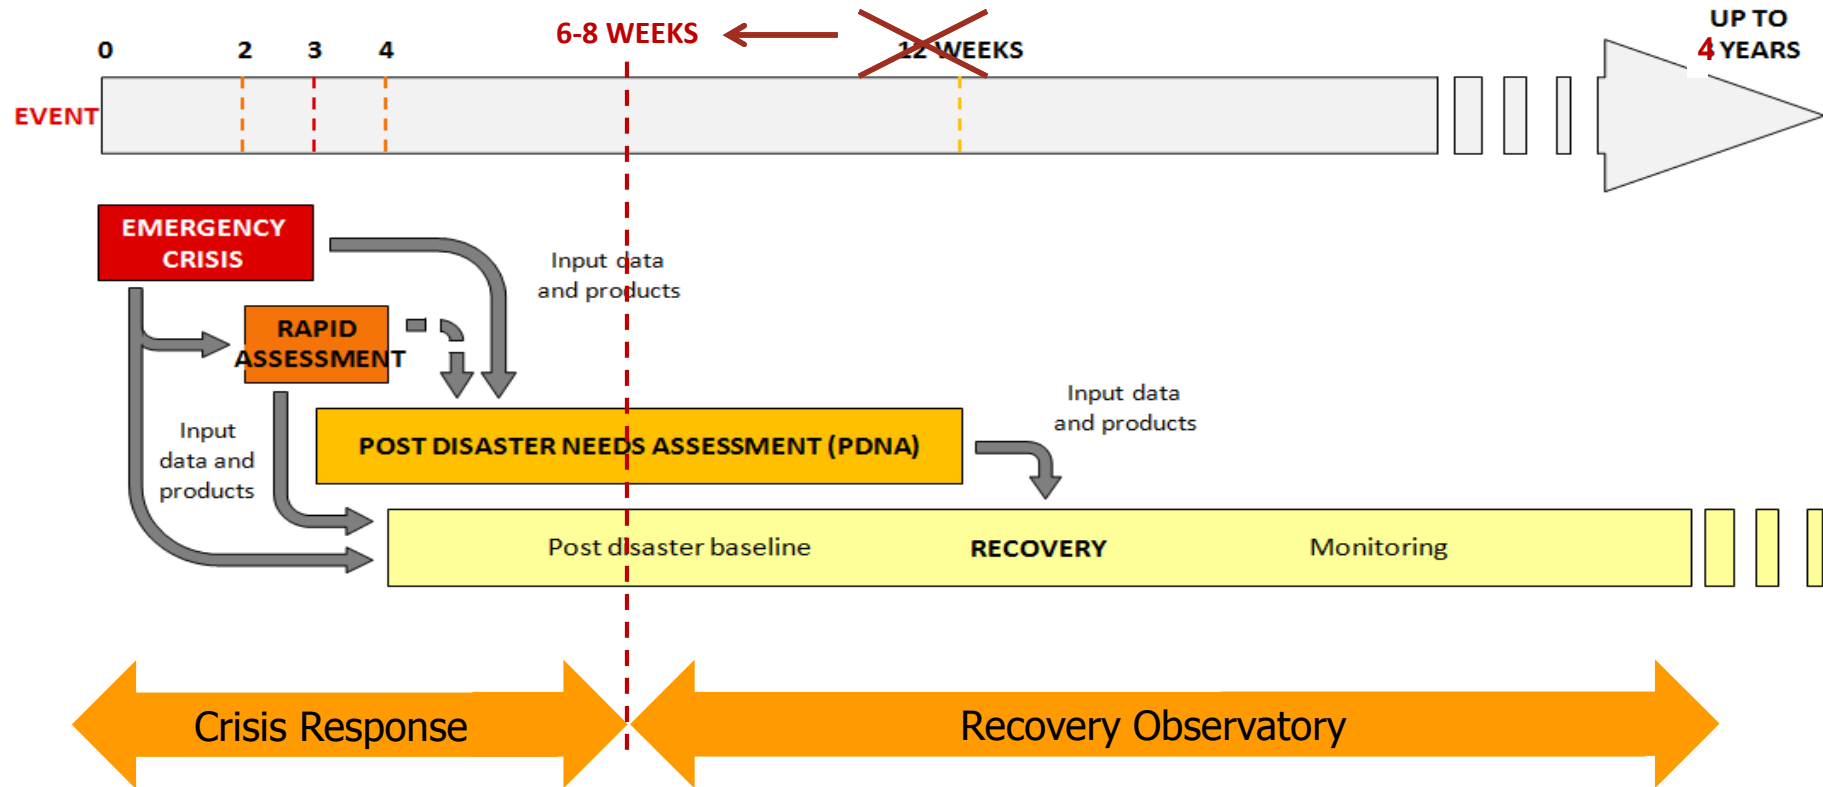 6-8 WEEKS
12 WEEKS
UP TO
4 YEARS
0 2 3 4
EVENT
EMERGENCY
CRISIS
Input data
and products
RAPID
ASSESSMENT
Input data
and products
Input
data and
products
POST DISASTER NEEDS ASSESSMENT (PDNA)
Post disaster baseline
RECOVERY
Monitoring
Crisis Response
Recovery Observatory